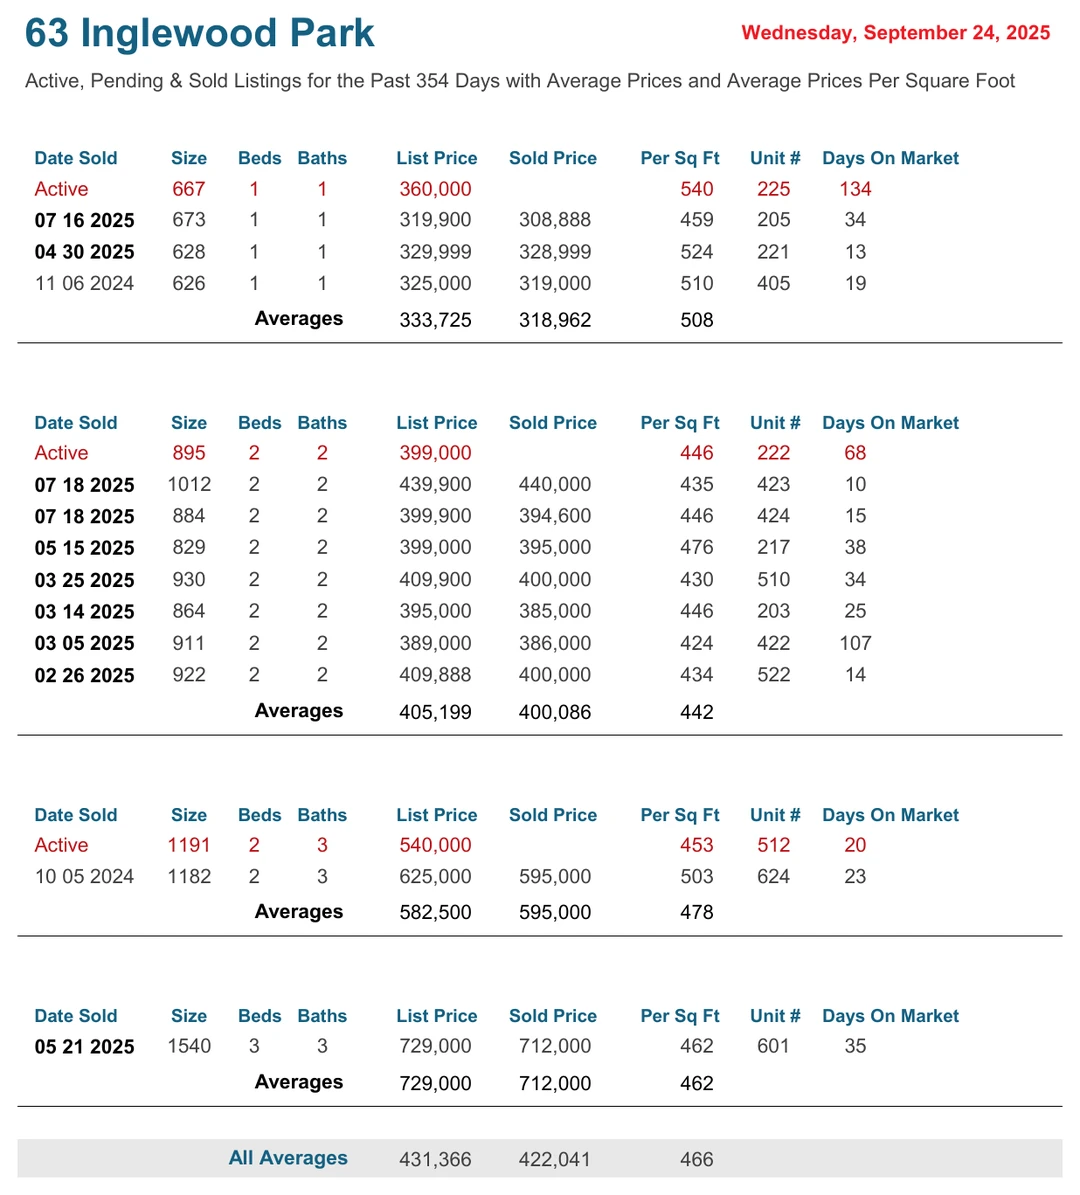 63 Inglewood Park
Wednesday, September 24, 2025
Active, Pending & Sold Listings for the Past 354 Days with Average Prices and Average Prices Per Square Foot
Date Sold Size Beds Baths List Price Sold Price Per Sq Ft Unit # Days On Market
Active 667 1 1 360,000 540 225 134
07 16 2025 673 1 1 319,900 308,888 459 205 34
04 30 2025 628 1 1 329,999 328,999 524 221 13
11 06 2024 626 1 1 325,000 319,000 510 405 19
Averages 333,725 318,962 508
Date Sold Size Beds Baths List Price Sold Price Per Sq Ft Unit # Days On Market
Active 895 2 2 399,000 446 222 68
07 18 2025 1012 2 2 439,900 440,000 435 423 10
07 18 2025 884 2 2 399,900 394,600 446 424 15
05 15 2025 829 2 2 399,000 395,000 476 217 38
03 25 2025 930 2 2 409,900 400,000 430 510 34
03 14 2025 864 2 2 395,000 385,000 446 203 25
03 05 2025 911 2 2 389,000 386,000 424 422 107
02 26 2025 922 2 2 409,888 400,000 434 522 14
Averages 405,199 400,086 442
Date Sold Size Beds Baths List Price Sold Price Per Sq Ft Unit # Days On Market
Active 1191 2 3 540,000 453 512 20
10 05 2024 1182 2 3 625,000 595,000 503 624 23
Averages 582,500 595,000 478
Date Sold Size Beds Baths List Price Sold Price Per Sq Ft Unit # Days On Market
05 21 2025 1540 3 3 729,000 712,000 462 601 35
Averages 729,000 712,000 462
All Averages 431,366 422,041 466